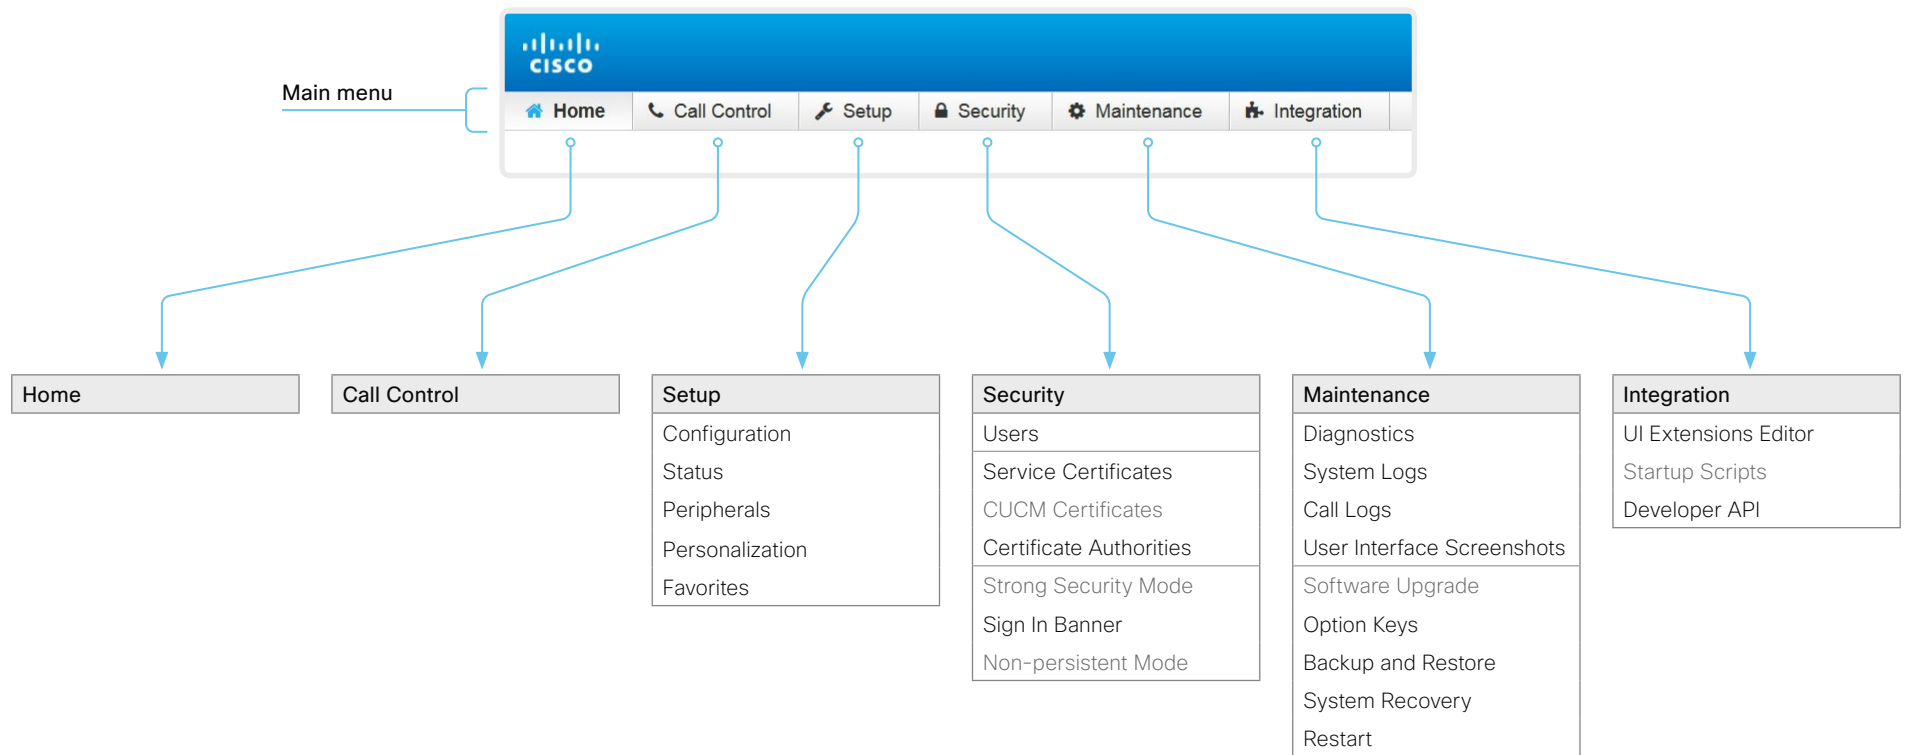 CISCO
Main menu
Home Call Control Setup Security Maintenance Integration
Home
Call Control
Setup
Configuration
Status
Peripherals
Personalization
Favorites
Security
Users
Service Certificates
CUCM Certificates
Certificate Authorities
Strong Security Mode
Sign In Banner
Non-persistent Mode
Maintenance
Diagnostics
System Logs
Call Logs
User Interface Screenshots
Software Upgrade
Option Keys
Backup and Restore
System Recovery
Restart
Integration
UI Extensions Editor
Startup Scripts
Developer API